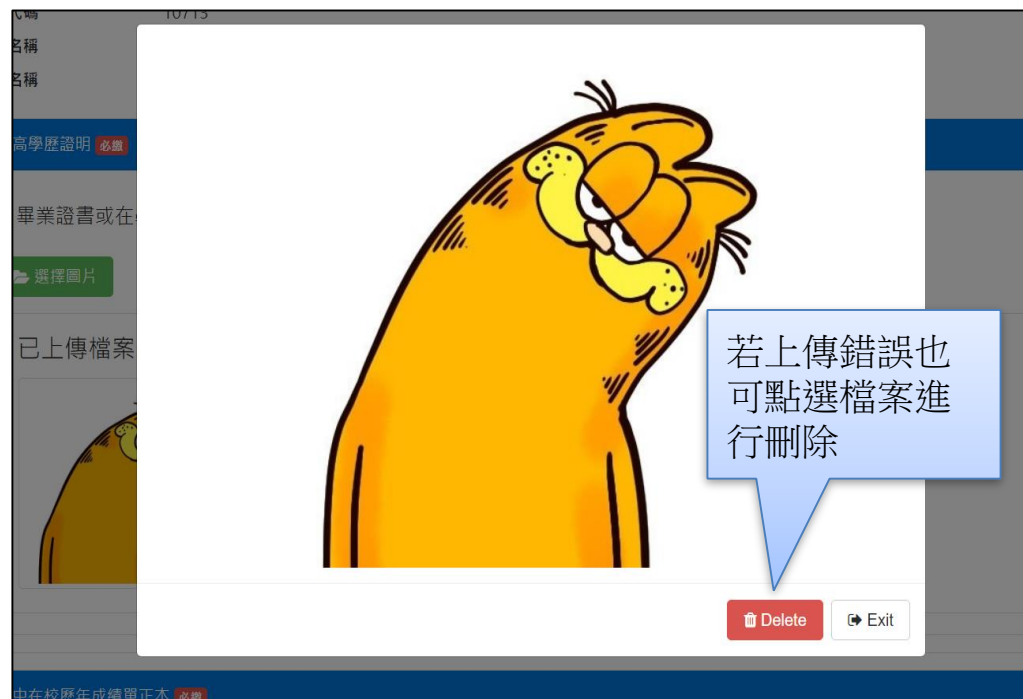 代碼 10713
名稱
名稱
高學歷證明 必繳
畢業證書或在
選擇圖片
已上傳檔案
若上傳錯誤也
可點選檔案進
行刪除
Delete Exit
中在校歷年成績單正本 必繳